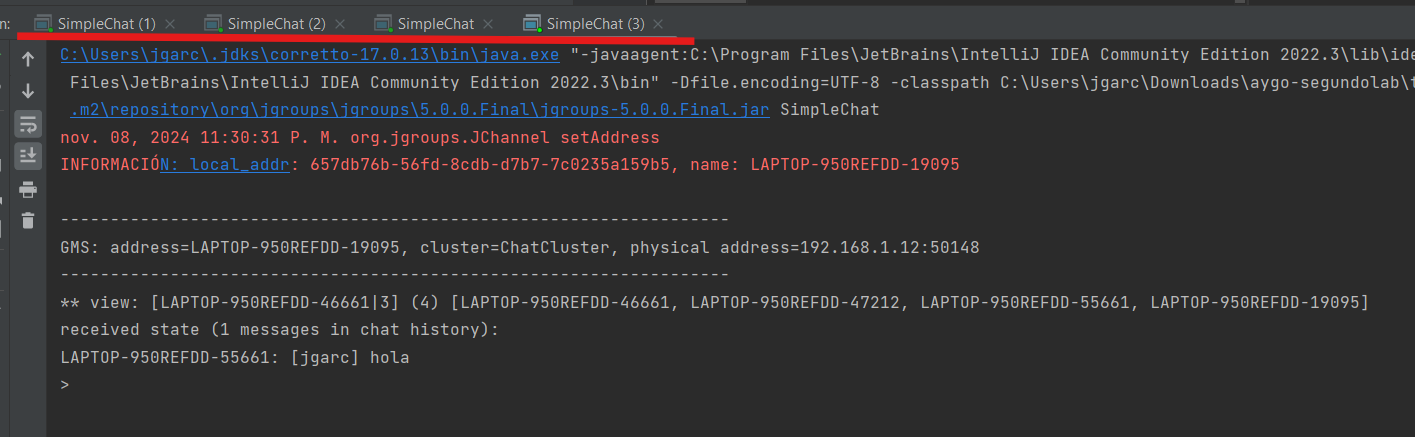 n: SimpleChat (1) × SimpleChat (2) × SimpleChat × SimpleChat (3) ×
C:\Users\jgarc\.jdks\corretto-17.0.13\bin\java.exe "-javaagent:C:\Program Files\JetBrains\IntelliJ IDEA Community Edition 2022.3\lib\ide
Files\JetBrains\IntelliJ IDEA Community Edition 2022.3\bin" -Dfile.encoding=UTF-8 -classpath C:\Users\jgarc\Downloads\aygo-segundolab\t
.m2\repository\org\jgroups\jgroups\5.0.0.Final\jgroups-5.0.0.Final.jar SimpleChat
nov. 08, 2024 11:30:31 P. M. org.jgroups.JChannel setAddress
INFORMACIÓN: local_addr: 657db76b-56fd-8cdb-d7b7-7c0235a159b5, name: LAPTOP-950REFDD-19095
-------------------------------------------------------------------
GMS: address=LAPTOP-950REFDD-19095, cluster=ChatCluster, physical address=192.168.1.12:50148
-------------------------------------------------------------------
** view: [LAPTOP-950REFDD-46661|3] (4) [LAPTOP-950REFDD-46661, LAPTOP-950REFDD-47212, LAPTOP-950REFDD-55661, LAPTOP-950REFDD-19095]
received state (1 messages in chat history):
LAPTOP-950REFDD-55661: [jgarc] hola
>